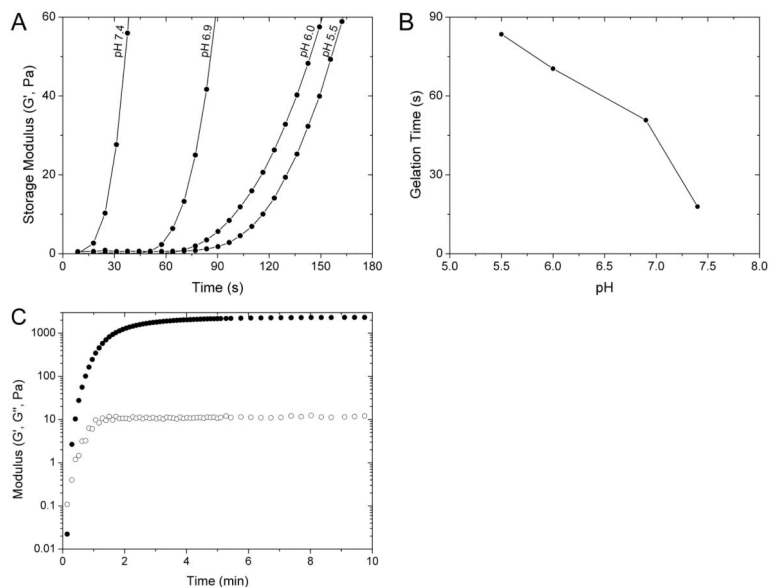 A
Storage Modulus (G', Pa)
60
40
20
0
pH 7.4
pH 6.9
pH 6.0
pH 5.5
0 30 60 90 120 150 180
Time (s)
B
Gelation Time (s)
90
60
30
0
5.0 5.5 6.0 6.5 7.0 7.5 8.0
pH
C
Modulus (G', G'', Pa)
1000
100
10
1
0.1
0.01
0 2 4 6 8 10
Time (min)